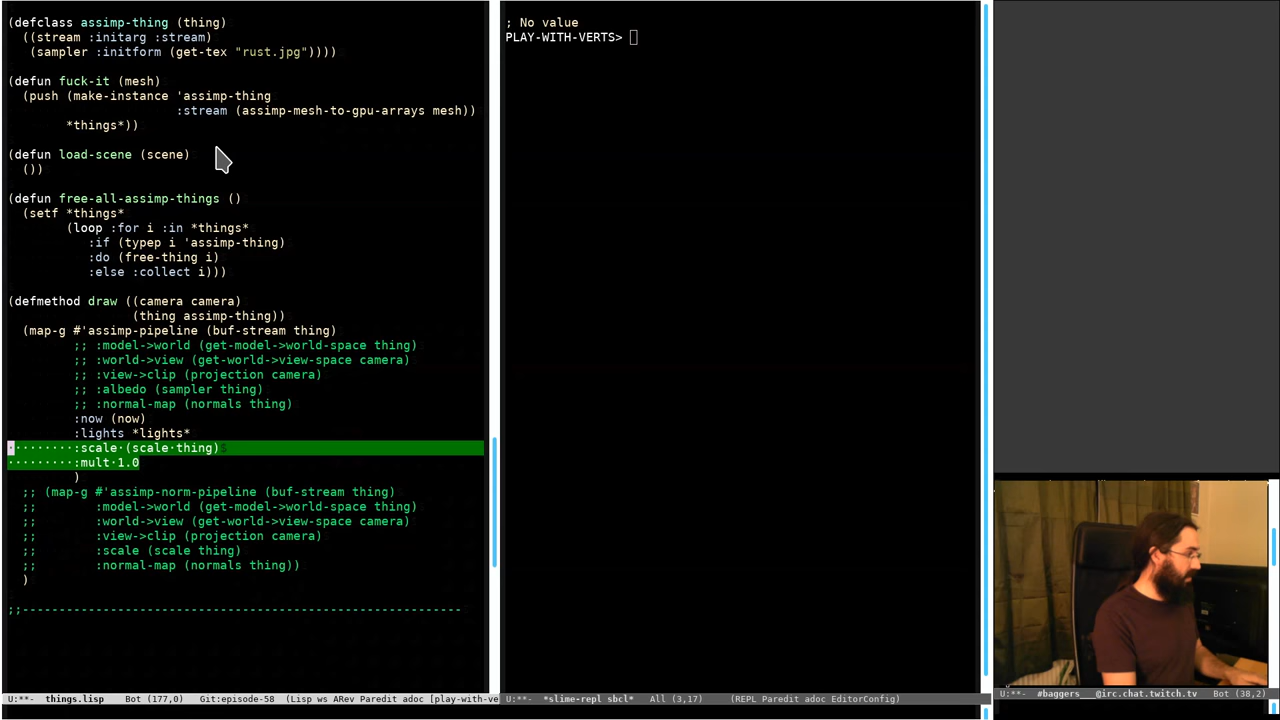 (defclass assimp-thing (thing)
  ((stream :initarg :stream)
   (sampler :initform (get-tex "rust.jpg"))))
(defun fuck-it (mesh)
  (push (make-instance 'assimp-thing
                       :stream (assimp-mesh-to-gpu-arrays mesh))
        *things*))
(defun load-scene (scene)
  ())
(defun free-all-assimp-things ()
  (setf *things*
        (loop :for i :in *things*
           :if (typep i 'assimp-thing)
           :do (free-thing i)
           :else :collect i)))
(defmethod draw ((camera camera)
                 (thing assimp-thing))
  (map-g #'assimp-pipeline (buf-stream thing)
         ;; :model->world (get-model->world-space thing)
         ;; :world->view (get-world->view-space camera)
         ;; :view->clip (projection camera)
         ;; :albedo (sampler thing)
         ;; :normal-map (normals thing)
         :now (now)
         :lights *lights*
·········:scale·(scale·thing)
·········:mult·1.0
         )
  ;; (map-g #'assimp-norm-pipeline (buf-stream thing)
  ;;        :model->world (get-model->world-space thing)
  ;;        :world->view (get-world->view-space camera)
  ;;        :view->clip (projection camera)
  ;;        :scale (scale thing)
  ;;        :normal-map (normals thing))
  )
;;------------------------------------------------------------
U:**-  things.lisp   Bot (177,0)   Git:episode-58  (Lisp ws ARev Paredit adoc [play-with-ve
; No value
PLAY-WITH-VERTS>
U:**-  *slime-repl sbcl*   All (3,17)   (REPL Paredit adoc EditorConfig)
U:**-  #baggers___@irc.chat.twitch.tv   Bot (38,2)